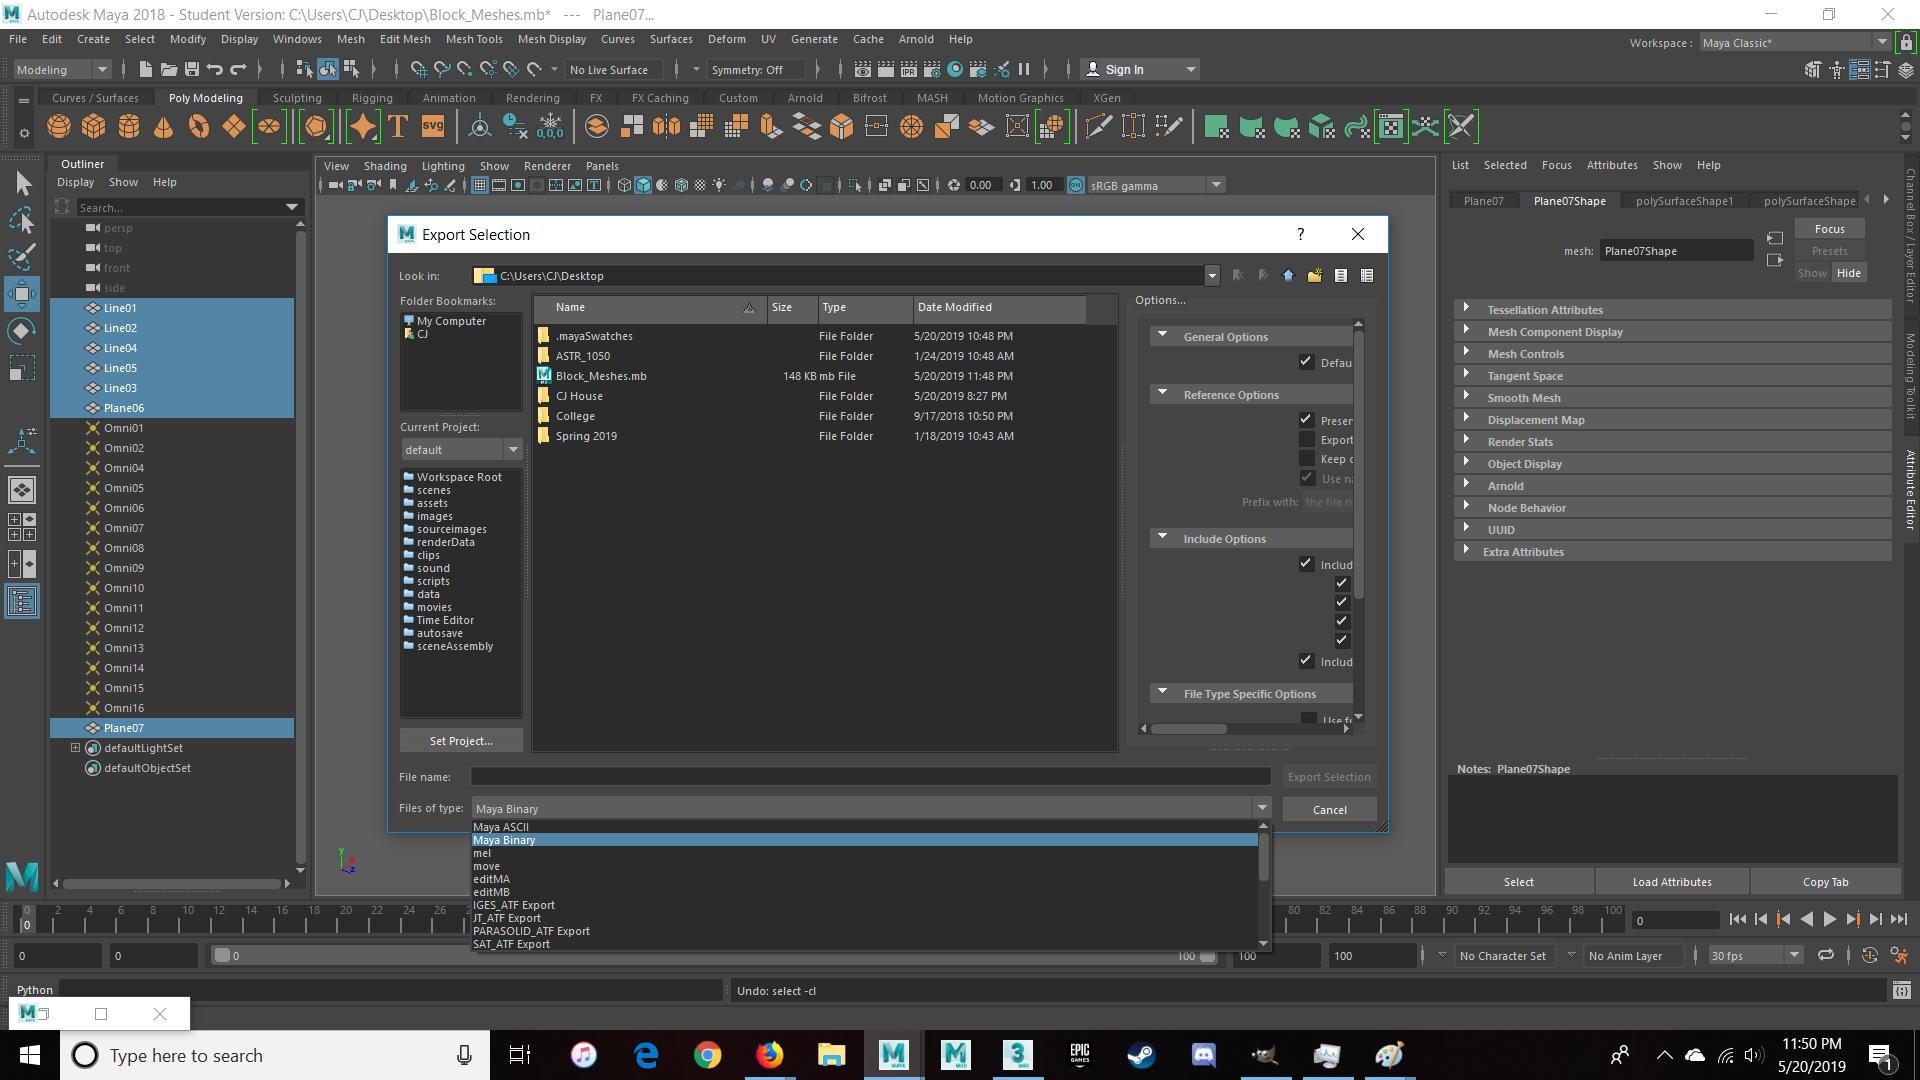 Autodesk Maya 2018 - Student Version: C:\Users\CJ\Desktop\Block_Meshes.mb* --- Plane07...
File Edit Create Select Modify Display Windows Mesh Edit Mesh Mesh Tools Mesh Display Curves Surfaces Deform UV Generate Cache Arnold Help
Workspace : Maya Classic*
Modeling
No Live Surface
Symmetry: Off
Sign In
Curves / Surfaces Poly Modeling Sculpting Rigging Animation Rendering FX FX Caching Custom Arnold Bifrost MASH Motion Graphics XGen
Outliner
Display Show Help
Search...
persp
top
front
side
Line01
Line02
Line04
Line05
Line03
Plane06
Omni01
Omni02
Omni04
Omni05
Omni06
Omni07
Omni08
Omni09
Omni10
Omni11
Omni12
Omni13
Omni14
Omni15
Omni16
Plane07
defaultLightSet
defaultObjectSet
View Shading Lighting Show Renderer Panels
0.00 1.00 sRGB gamma
Export Selection
?
Look in: C:\Users\CJ\Desktop
Folder Bookmarks:
My Computer
CJ
Current Project:
default
Workspace Root
scenes
assets
images
sourceimages
renderData
clips
sound
scripts
data
movies
Time Editor
autosave
sceneAssembly
Set Project...
Name Size Type Date Modified
.mayaSwatches File Folder 5/20/2019 10:48 PM
ASTR_1050 File Folder 1/24/2019 10:48 AM
Block_Meshes.mb 148 KB mb File 5/20/2019 11:48 PM
CJ House File Folder 5/20/2019 8:27 PM
College File Folder 9/17/2018 10:50 PM
Spring 2019 File Folder 1/18/2019 10:43 AM
Options...
General Options
Defau
Reference Options
Preser
Export
Keep c
Use na
Prefix with: the file n
Include Options
Includ
Includ
File Type Specific Options
Use fu
File name:
Export Selection
Files of type: Maya Binary
Cancel
Maya ASCII
Maya Binary
mel
move
editMA
editMB
IGES_ATF Export
JT_ATF Export
PARASOLID_ATF Export
SAT_ATF Export
List Selected Focus Attributes Show Help
Plane07 Plane07Shape polySurfaceShape1 polySurfaceShape
mesh: Plane07Shape
Focus
Presets
Show Hide
Tessellation Attributes
Mesh Component Display
Mesh Controls
Tangent Space
Smooth Mesh
Displacement Map
Render Stats
Object Display
Arnold
Node Behavior
UUID
Extra Attributes
Notes: Plane07Shape
Select
Load Attributes
Copy Tab
Channel Box / Layer Editor
Modeling Toolkit
Attribute Editor
0 2 4 6 8 10 12 14 16 18 20 22 24 26 28 80 82 84 86 88 90 92 94 96 98 100
0
0
0 0 0 100 100 100 No Character Set No Anim Layer 30 fps
Python
Undo: select -cl
Type here to search
11:50 PM
5/20/2019
1